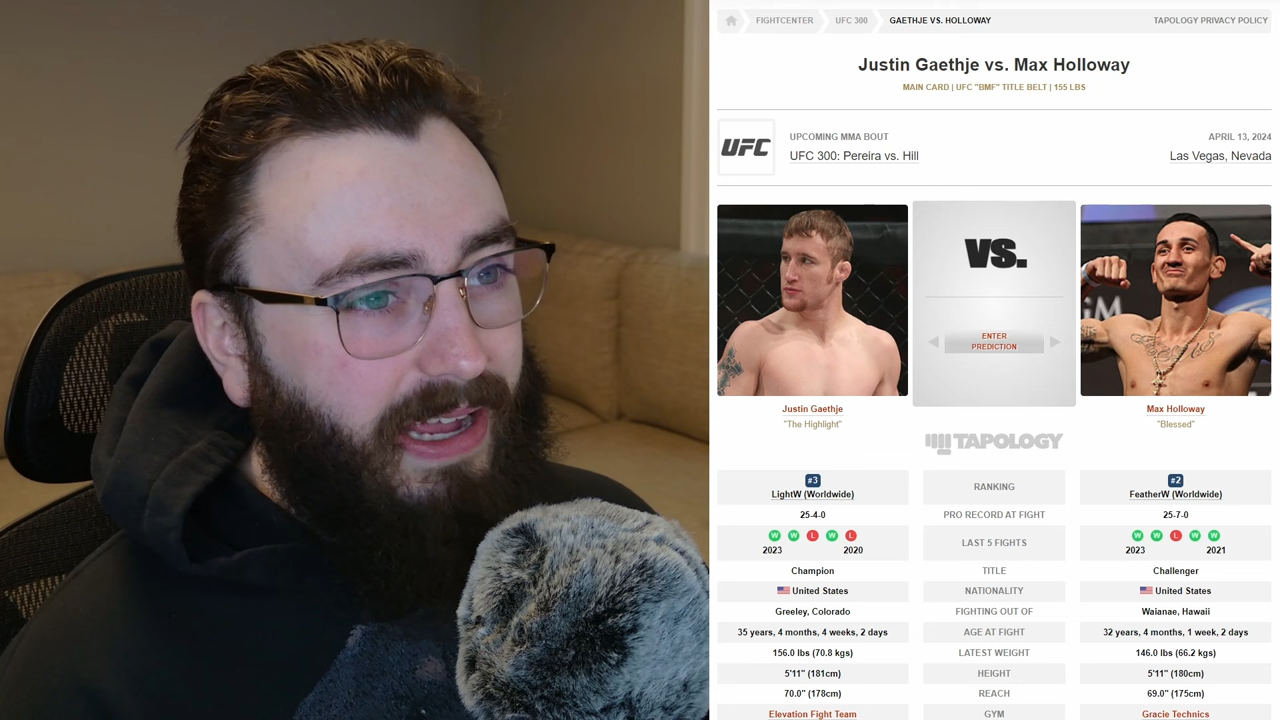 FIGHTCENTER UFC 300 GAETHJE VS. HOLLOWAY TAPOLOGY PRIVACY POLICY
Justin Gaethje vs. Max Holloway
MAIN CARD | UFC "BMF" TITLE BELT | 155 LBS
UFC
UPCOMING MMA BOUT APRIL 13, 2024
UFC 300: Pereira vs. Hill Las Vegas, Nevada
VS.
ENTER
PREDICTION
Justin Gaethje Max Holloway
"The Highlight" "Blessed"
TAPOLOGY
#3 #2
LightW (Worldwide) RANKING FeatherW (Worldwide)
25-4-0 PRO RECORD AT FIGHT 25-7-0
W W L W L LAST 5 FIGHTS W W L W W
2023 2020 2023 2021
Champion TITLE Challenger
United States NATIONALITY United States
Greeley, Colorado FIGHTING OUT OF Waianae, Hawaii
35 years, 4 months, 4 weeks, 2 days AGE AT FIGHT 32 years, 4 months, 1 week, 2 days
156.0 lbs (70.8 kgs) LATEST WEIGHT 146.0 lbs (66.2 kgs)
5'11" (181cm) HEIGHT 5'11" (180cm)
70.0" (178cm) REACH 69.0" (175cm)
Elevation Fight Team GYM Gracie Technics